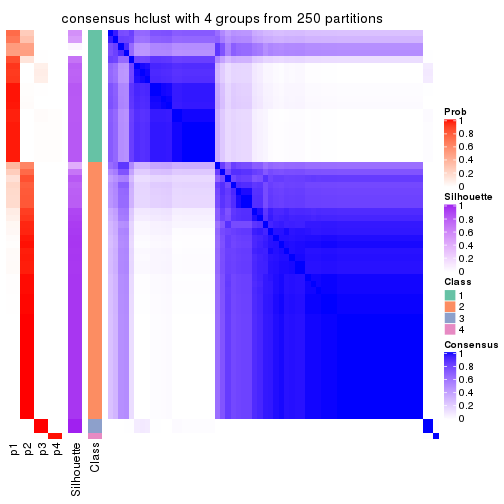 consensus hclust with 4 groups from 250 partitions
Prob
1
0.8
0.6
0.4
0.2
0
Silhouette
1
0.8
0.6
0.4
0.2
0
Class
1
2
3
4
Consensus
1
0.8
0.6
0.4
0.2
0
p1
p2
p3
p4
Silhouette
Class